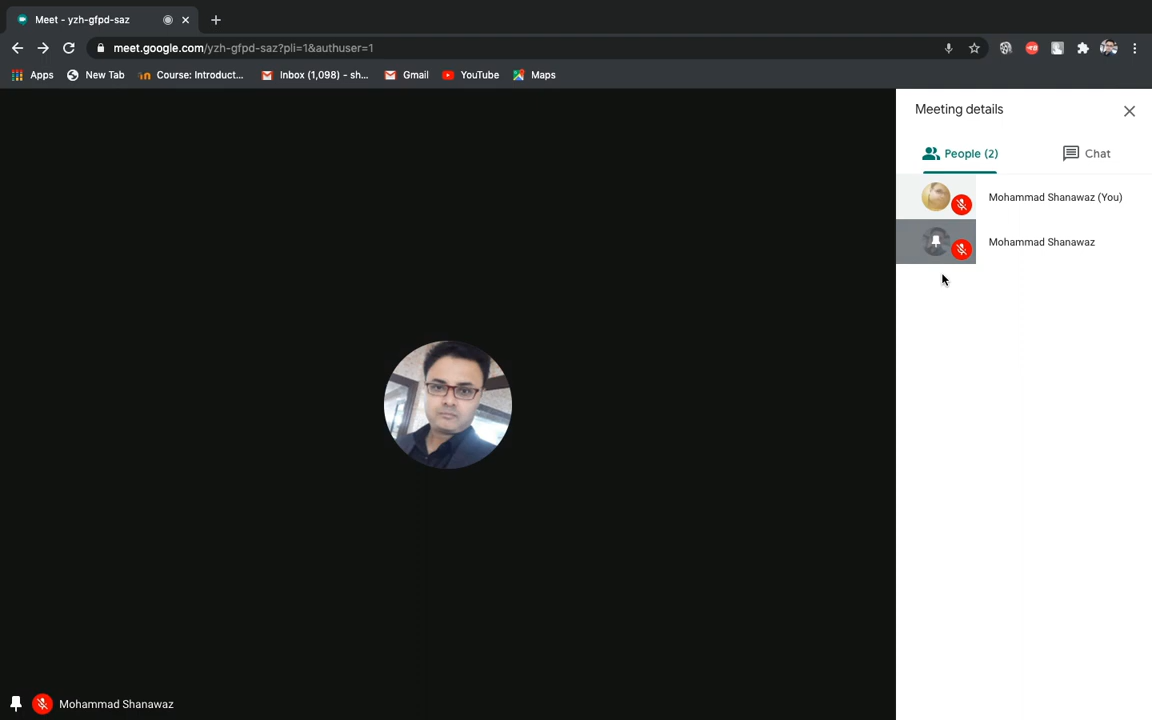 Meet - yzh-gfpd-saz
meet.google.com/yzh-gfpd-saz?pli=1&authuser=1
Apps New Tab Course: Introduct... Inbox (1,098) - sh... Gmail YouTube Maps
Meeting details
People (2) Chat
Mohammad Shanawaz (You)
Mohammad Shanawaz
Mohammad Shanawaz